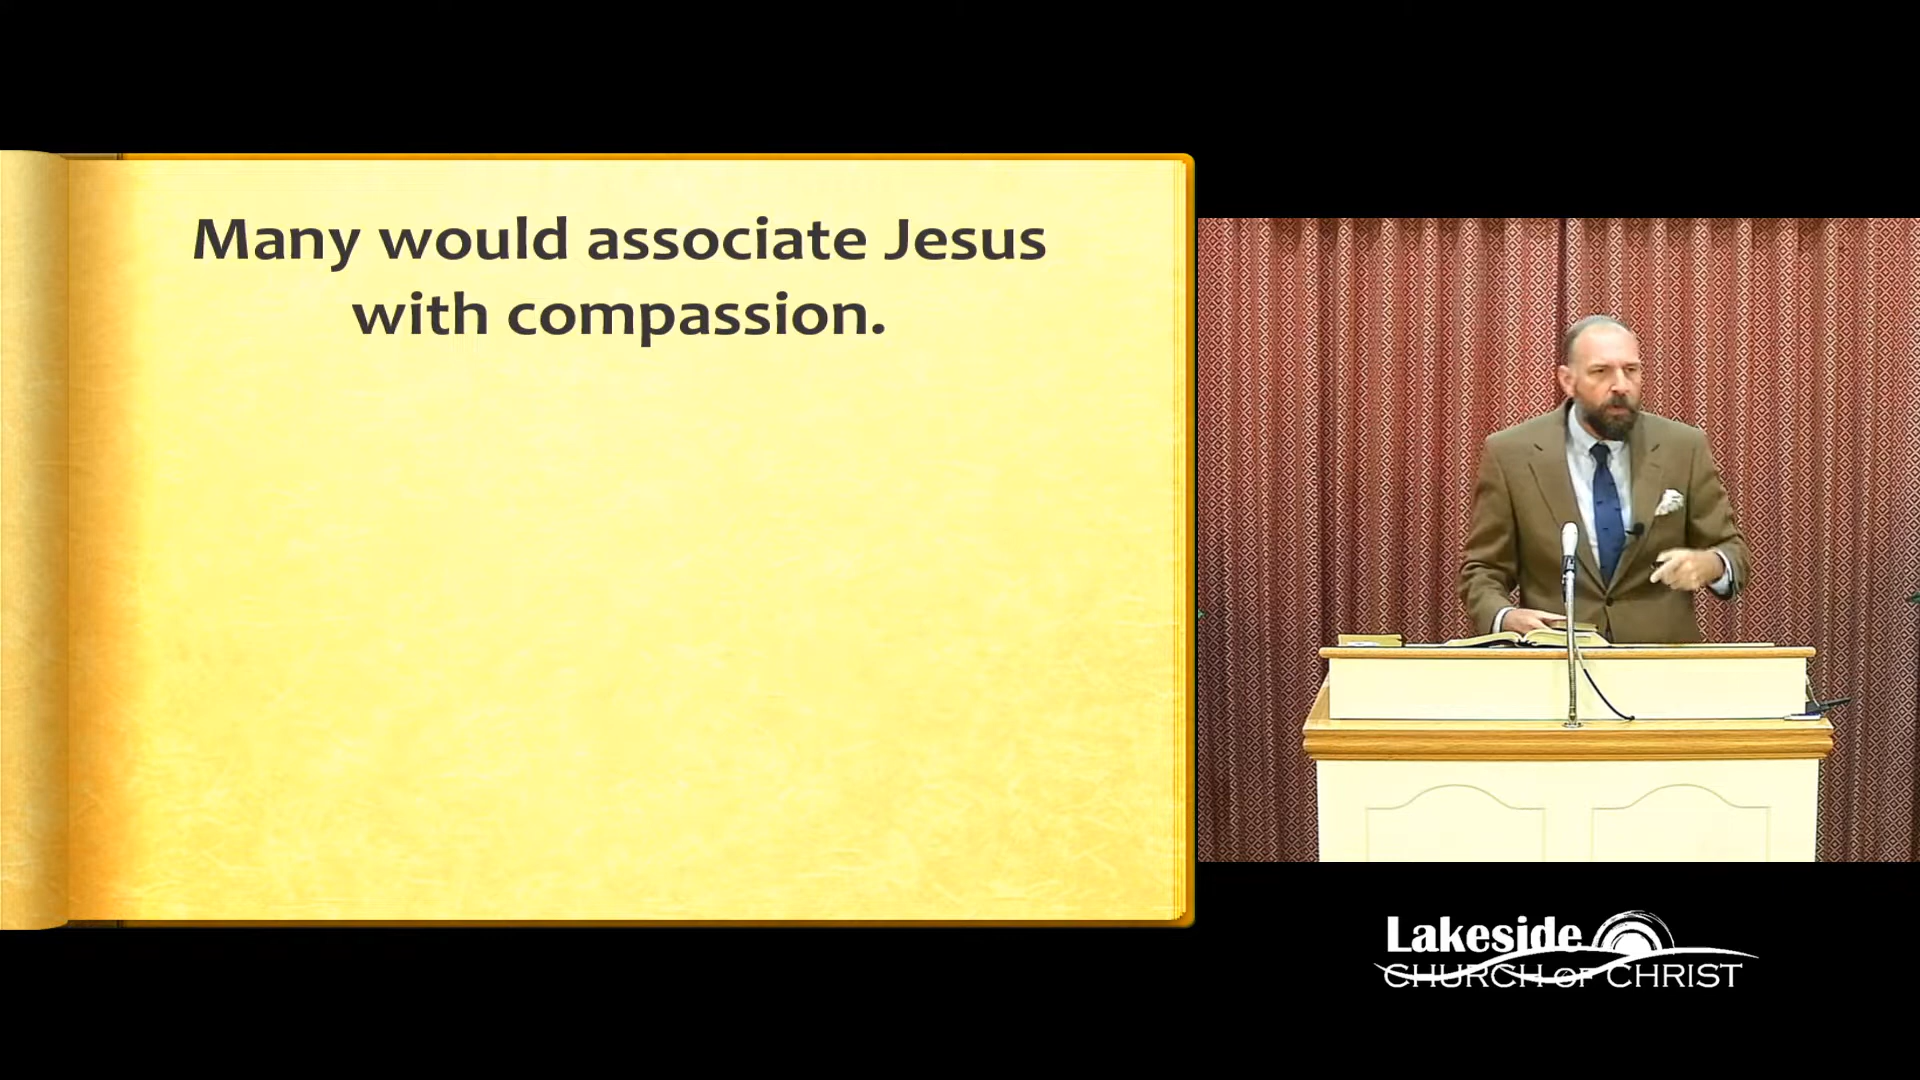 Many would associate Jesus
with compassion.
Lakeside
CHURCH OF CHRIST